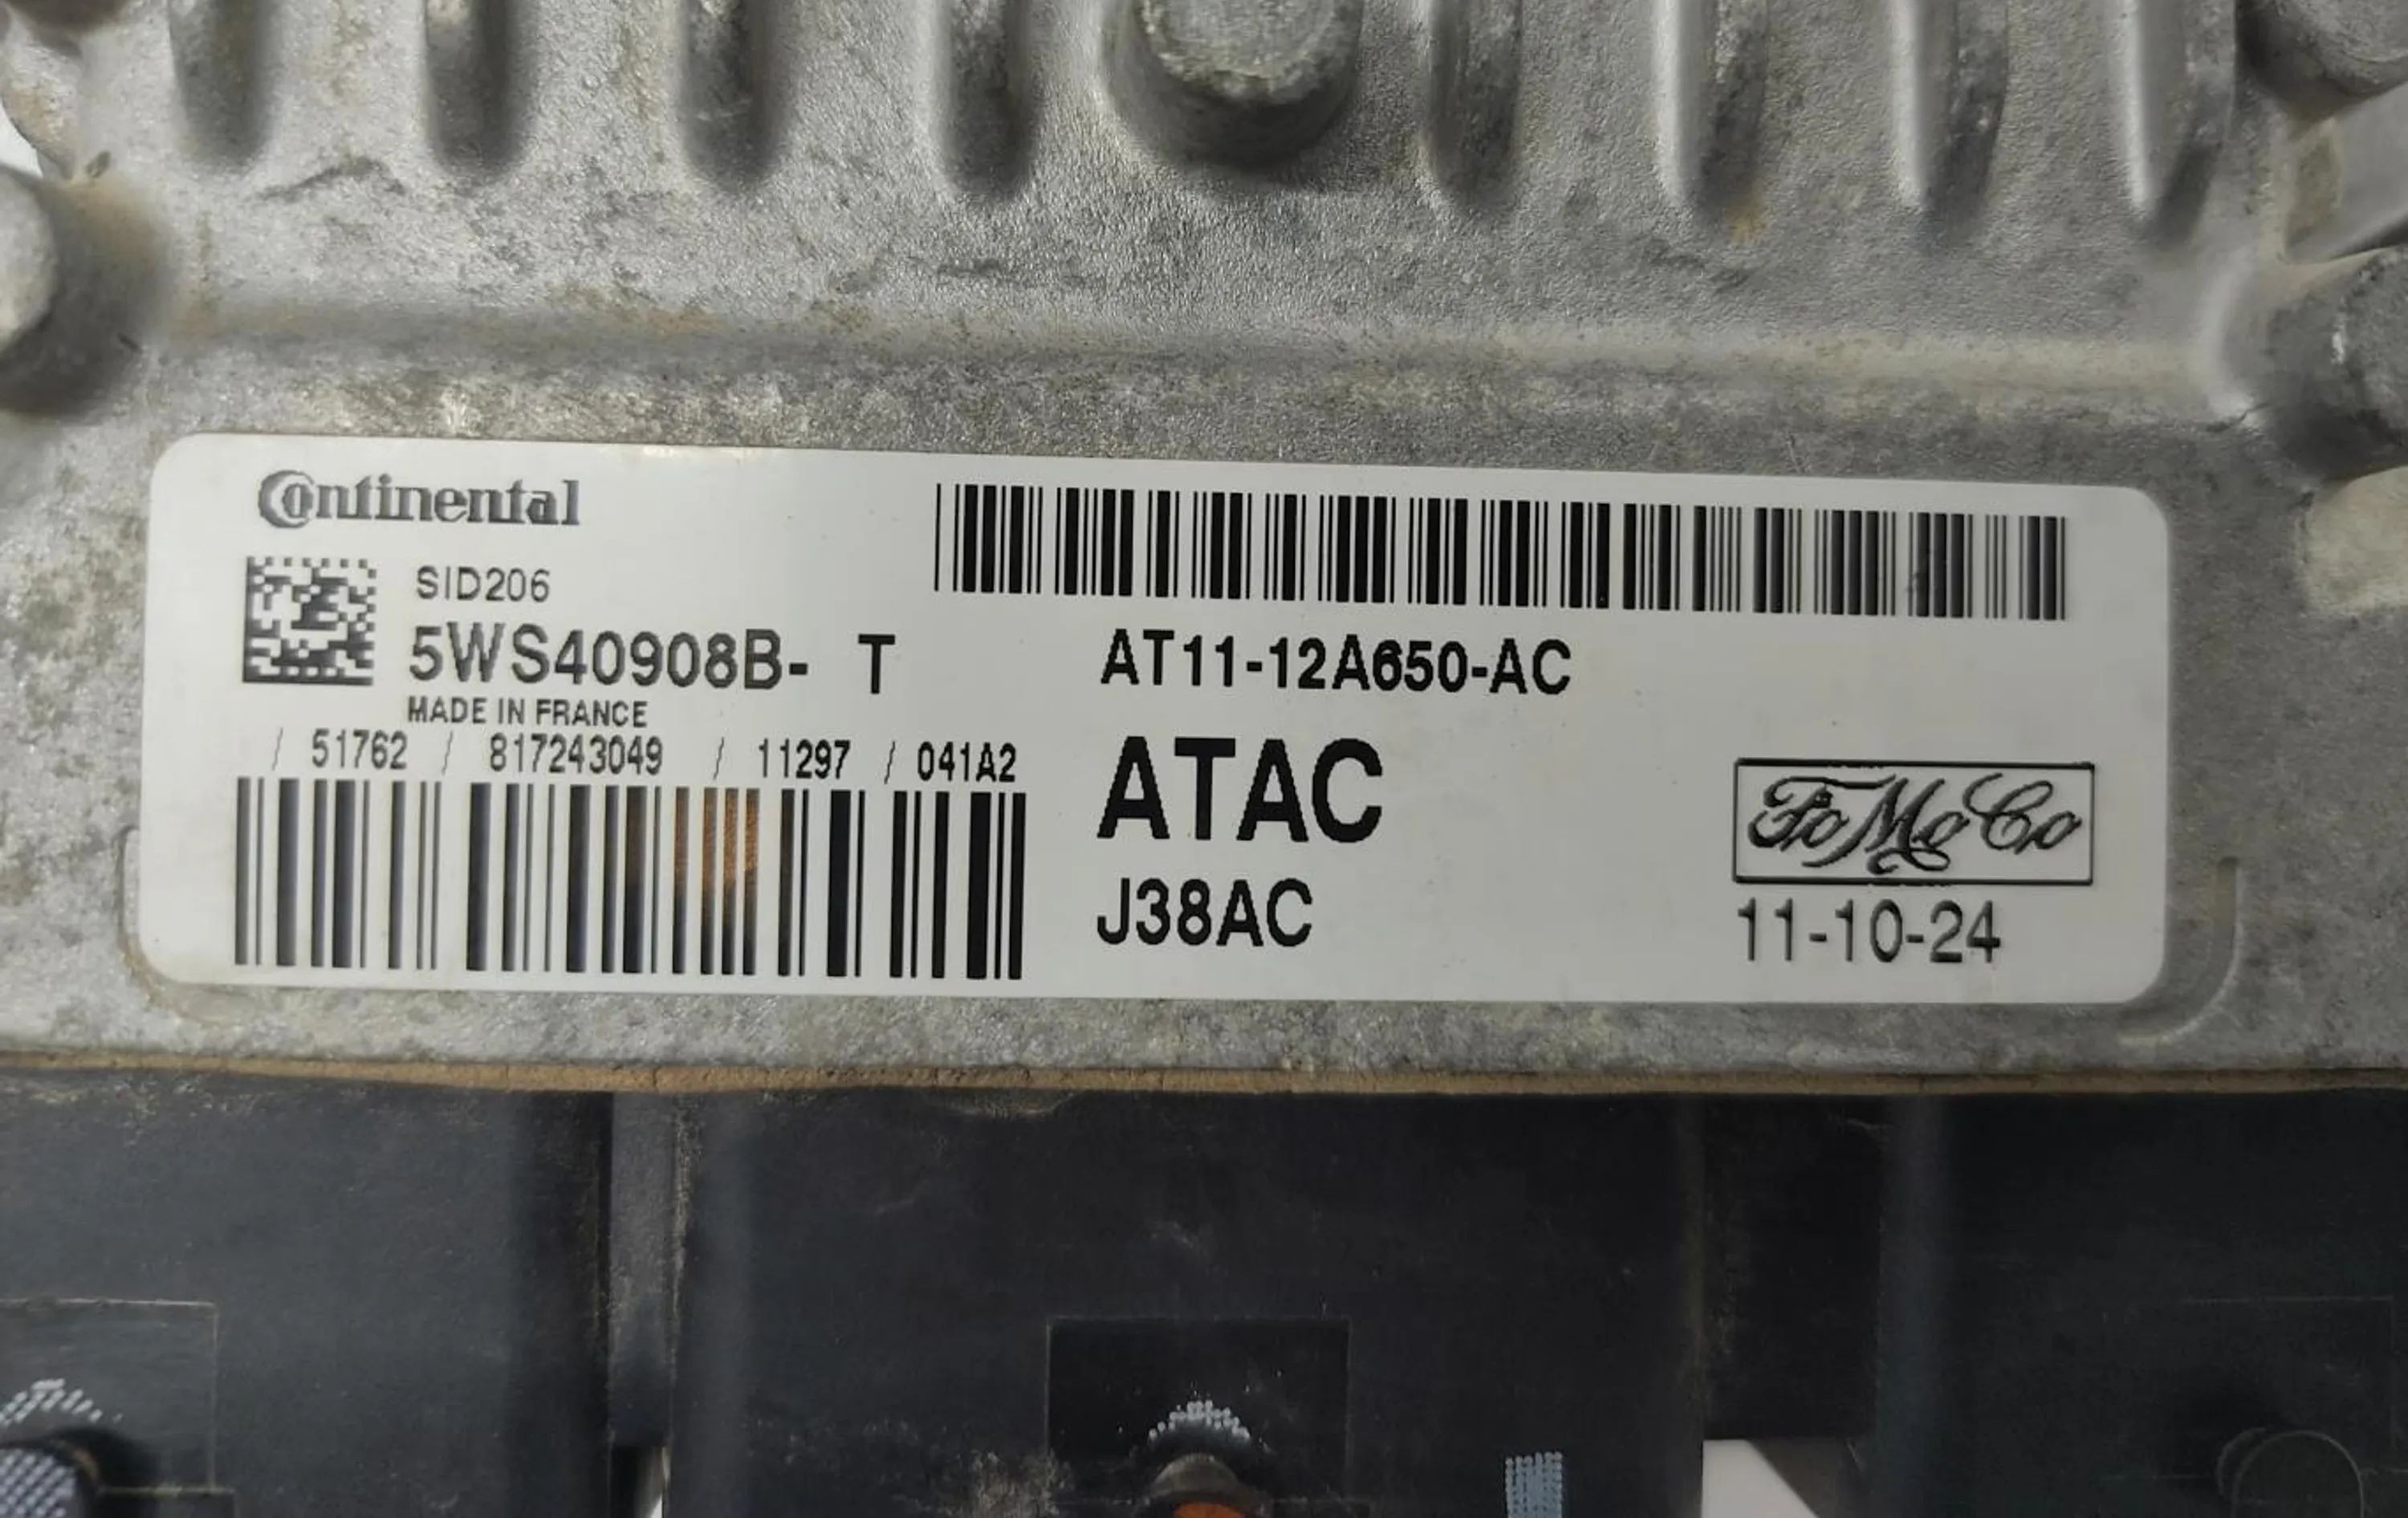 Continental
SID206
5WS40908B- T
MADE IN FRANCE
/ 51762 / 817243049 / 11297 / 041A2
AT11-12A650-AC
ATAC
J38AC
FoMoCo
11-10-24